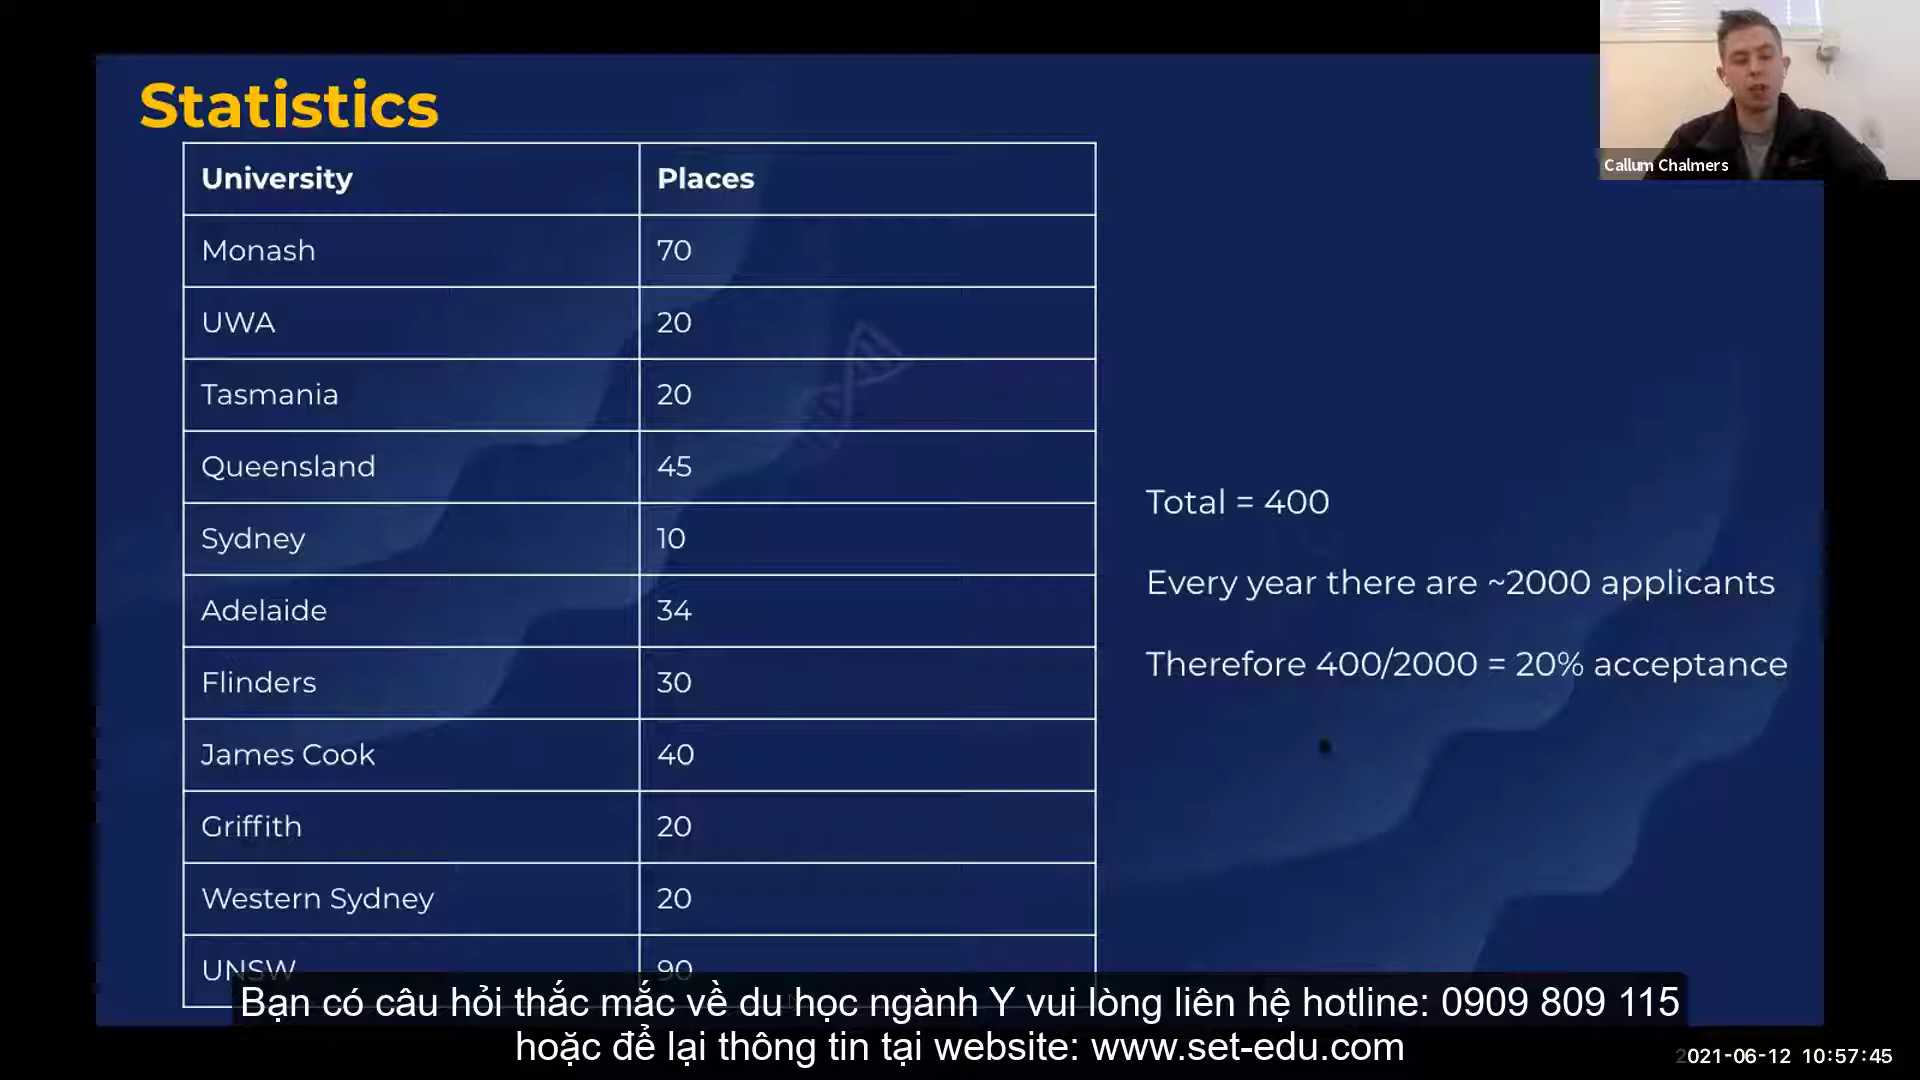 Statistics
University Places
Monash 70
UWA 20
Tasmania 20
Queensland 45
Sydney 10
Adelaide 34
Flinders 30
James Cook 40
Griffith 20
Western Sydney 20
UNSW 90
Total = 400
Every year there are ~2000 applicants
Therefore 400/2000 = 20% acceptance
Callum Chalmers
Bạn có câu hỏi thắc mắc về du học ngành Y vui lòng liên hệ hotline: 0909 809 115
hoặc để lại thông tin tại website: www.set-edu.com
2021-06-12 10:57:45